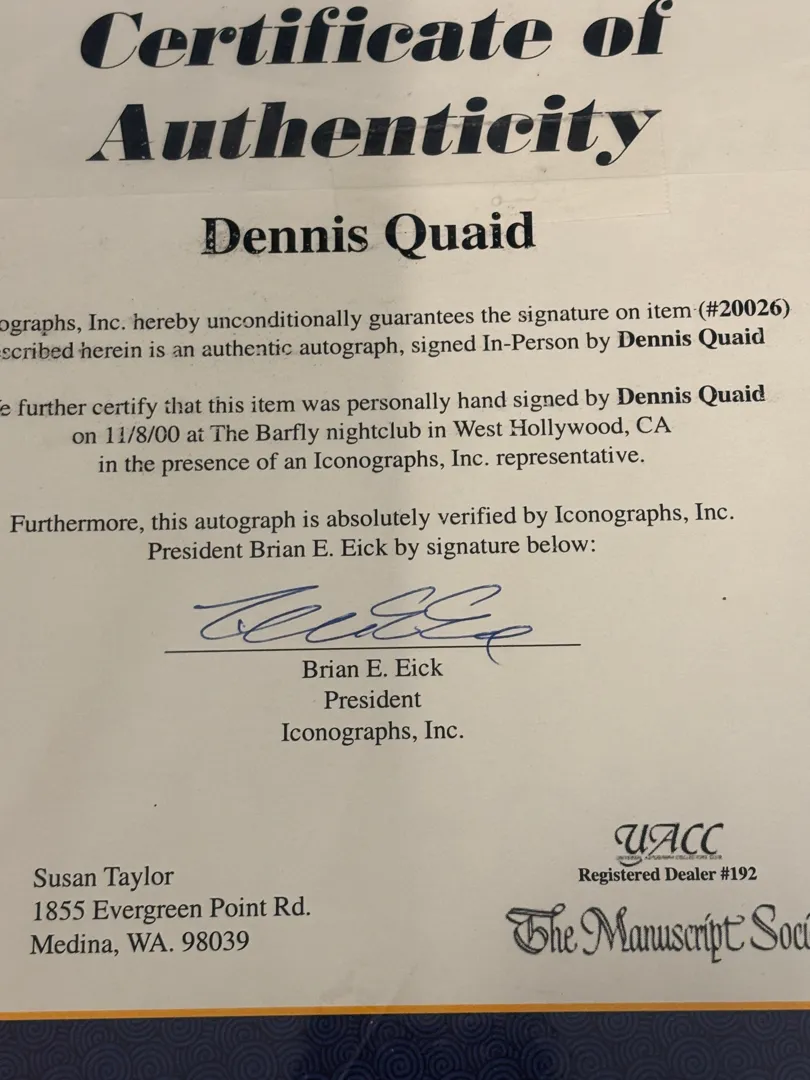 Certificate of
Authenticity
Dennis Quaid
ographs, Inc. hereby unconditionally guarantees the signature on item (#20026)
scribed herein is an authentic autograph, signed In-Person by Dennis Quaid
e further certify that this item was personally hand signed by Dennis Quaid
on 11/8/00 at The Barfly nightclub in West Hollywood, CA
in the presence of an Iconographs, Inc. representative.
Furthermore, this autograph is absolutely verified by Iconographs, Inc.
President Brian E. Eick by signature below:
Brian E. Eick
President
Iconographs, Inc.
UACC
UNIVERSAL AUTOGRAPH COLLECTORS CLUB
Registered Dealer #192
The Manuscript Soci
Susan Taylor
1855 Evergreen Point Rd.
Medina, WA. 98039